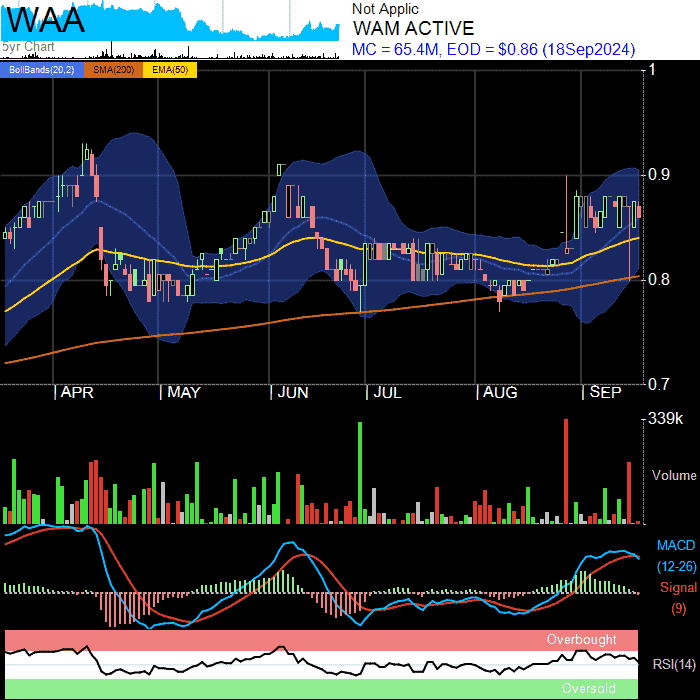 WAA
5yr Chart
Not Applic
WAM ACTIVE
MC = 65.4M, EOD = $0.86 (18Sep2024)
BollBands(20,2) SMA(200) EMA(50)
1
0.9
0.8
0.7
APR MAY JUN JUL AUG SEP
339k
Volume
MACD
(12-26)
Signal
(9)
Overbought
RSI(14)
Oversold